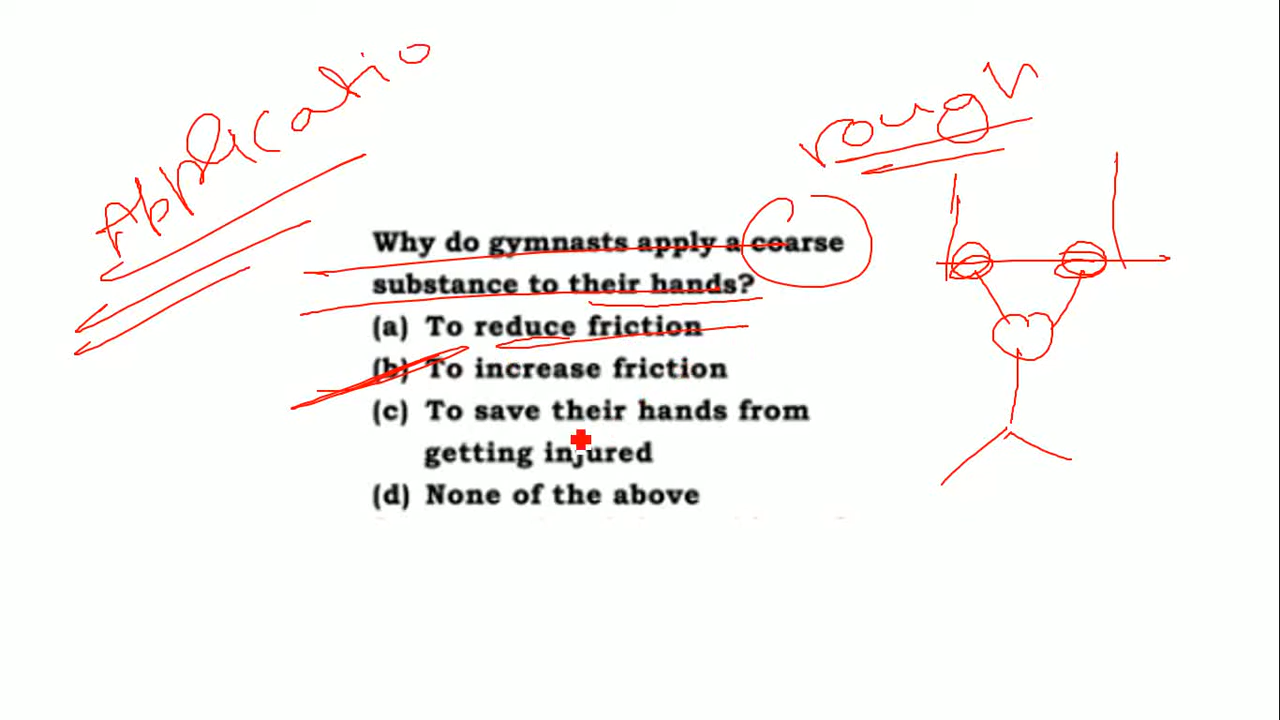 Applicatio
rough
Why do gymnasts apply a coarse
substance to their hands?
(a) To reduce friction
(b) To increase friction
(c) To save their hands from
getting injured
(d) None of the above